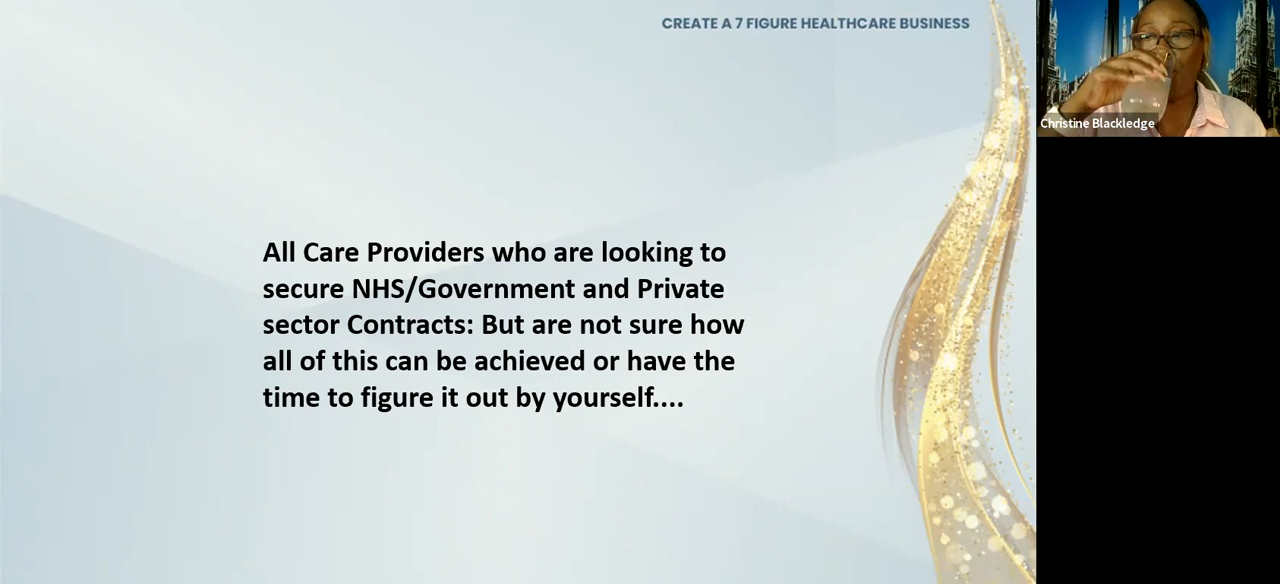 CREATE A 7 FIGURE HEALTHCARE BUSINESS
All Care Providers who are looking to
secure NHS/Government and Private
sector Contracts: But are not sure how
all of this can be achieved or have the
time to figure it out by yourself....
Christine Blackledge